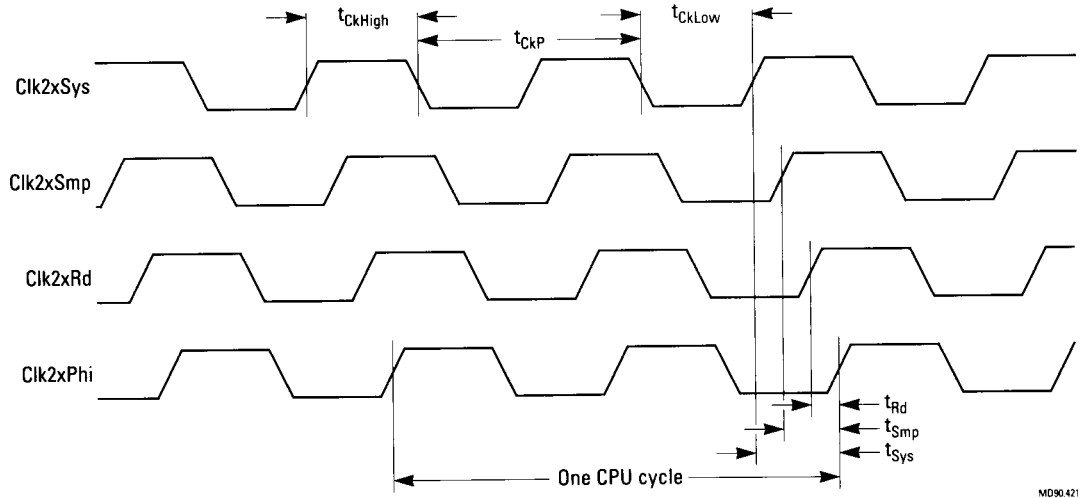 tCkHigh
tCkP
tCkLow
Clk2xSys
Clk2xSmp
Clk2xRd
Clk2xPhi
tRd
tSmp
tSys
One CPU cycle
MD90.421